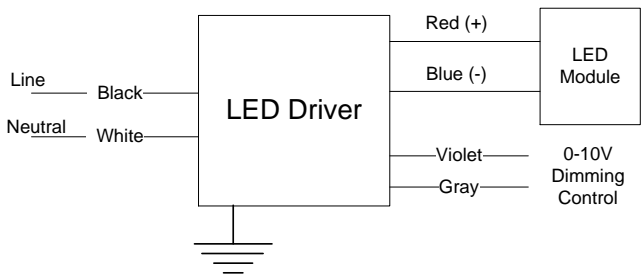 Line
Black
Neutral
White
LED Driver
Red (+)
Blue (-)
LED
Module
Violet
Gray
0-10V
Dimming
Control